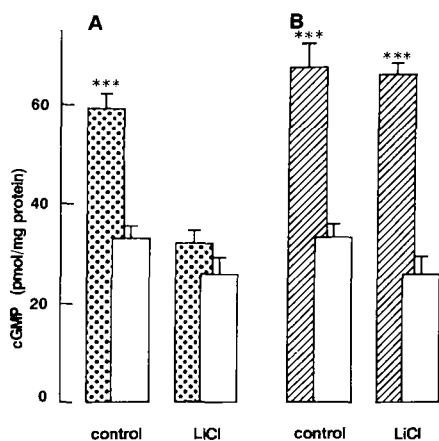 A
B
***
***
***
60
40
20
0
cGMP (pmol/mg protein)
control
LiCl
control
LiCl